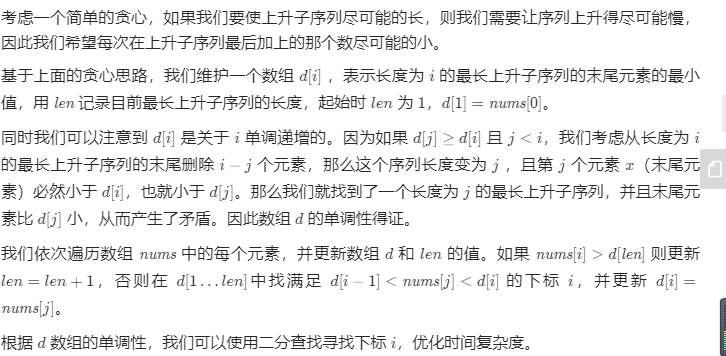 考虑一个简单的贪心，如果我们要使上升子序列尽可能的长，则我们需要让序列上升得尽可能慢，
因此我们希望每次在上升子序列最后加上的那个数尽可能的小。
基于上面的贪心思路，我们维护一个数组 d[i] ，表示长度为 i 的最长上升子序列的末尾元素的最小
值，用 len 记录目前最长上升子序列的长度，起始时 len 为 1，d[1] = nums[0]。
同时我们可以注意到 d[i] 是关于 i 单调递增的。因为如果 d[j] ≥ d[i] 且 j < i，我们考虑从长度为 i
的最长上升子序列的末尾删除 i − j 个元素，那么这个序列长度变为 j ，且第 j 个元素 x（末尾元
素）必然小于 d[i]，也就小于 d[j]。那么我们就找到了一个长度为 j 的最长上升子序列，并且末尾元
素比 d[j] 小，从而产生了矛盾。因此数组 d 的单调性得证。
我们依次遍历数组 nums 中的每个元素，并更新数组 d 和 len 的值。如果 nums[i] > d[len] 则更新
len = len + 1，否则在 d[1…len]中找满足 d[i − 1] < nums[j] < d[i] 的下标 i，并更新 d[i] =
nums[j]。
根据 d 数组的单调性，我们可以使用二分查找寻找下标 i，优化时间复杂度。